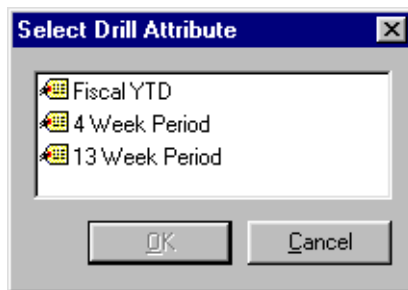 Select Drill Attribute
Fiscal YTD
4 Week Period
13 Week Period
OK Cancel